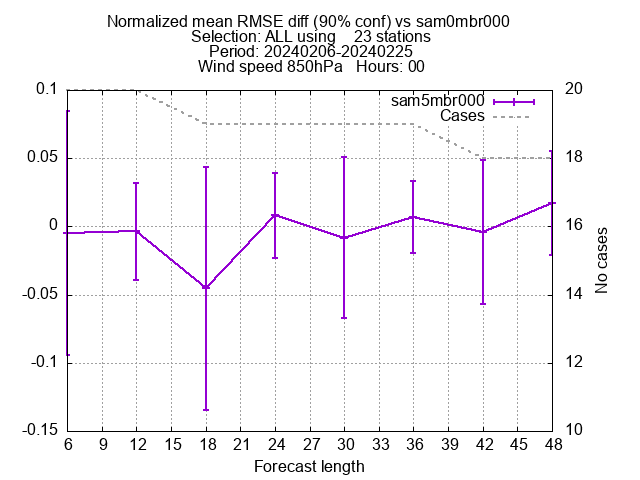 Normalized mean RMSE diff (90% conf) vs sam0mbr000
Selection: ALL using    23 stations
Period: 20240206-20240225
Wind speed 850hPa   Hours: 00
sam5mbr000
Cases
0.1
0.05
0
-0.05
-0.1
-0.15
20
18
16
14
12
10
No cases
6 9 12 15 18 21 24 27 30 33 36 39 42 45 48
Forecast length